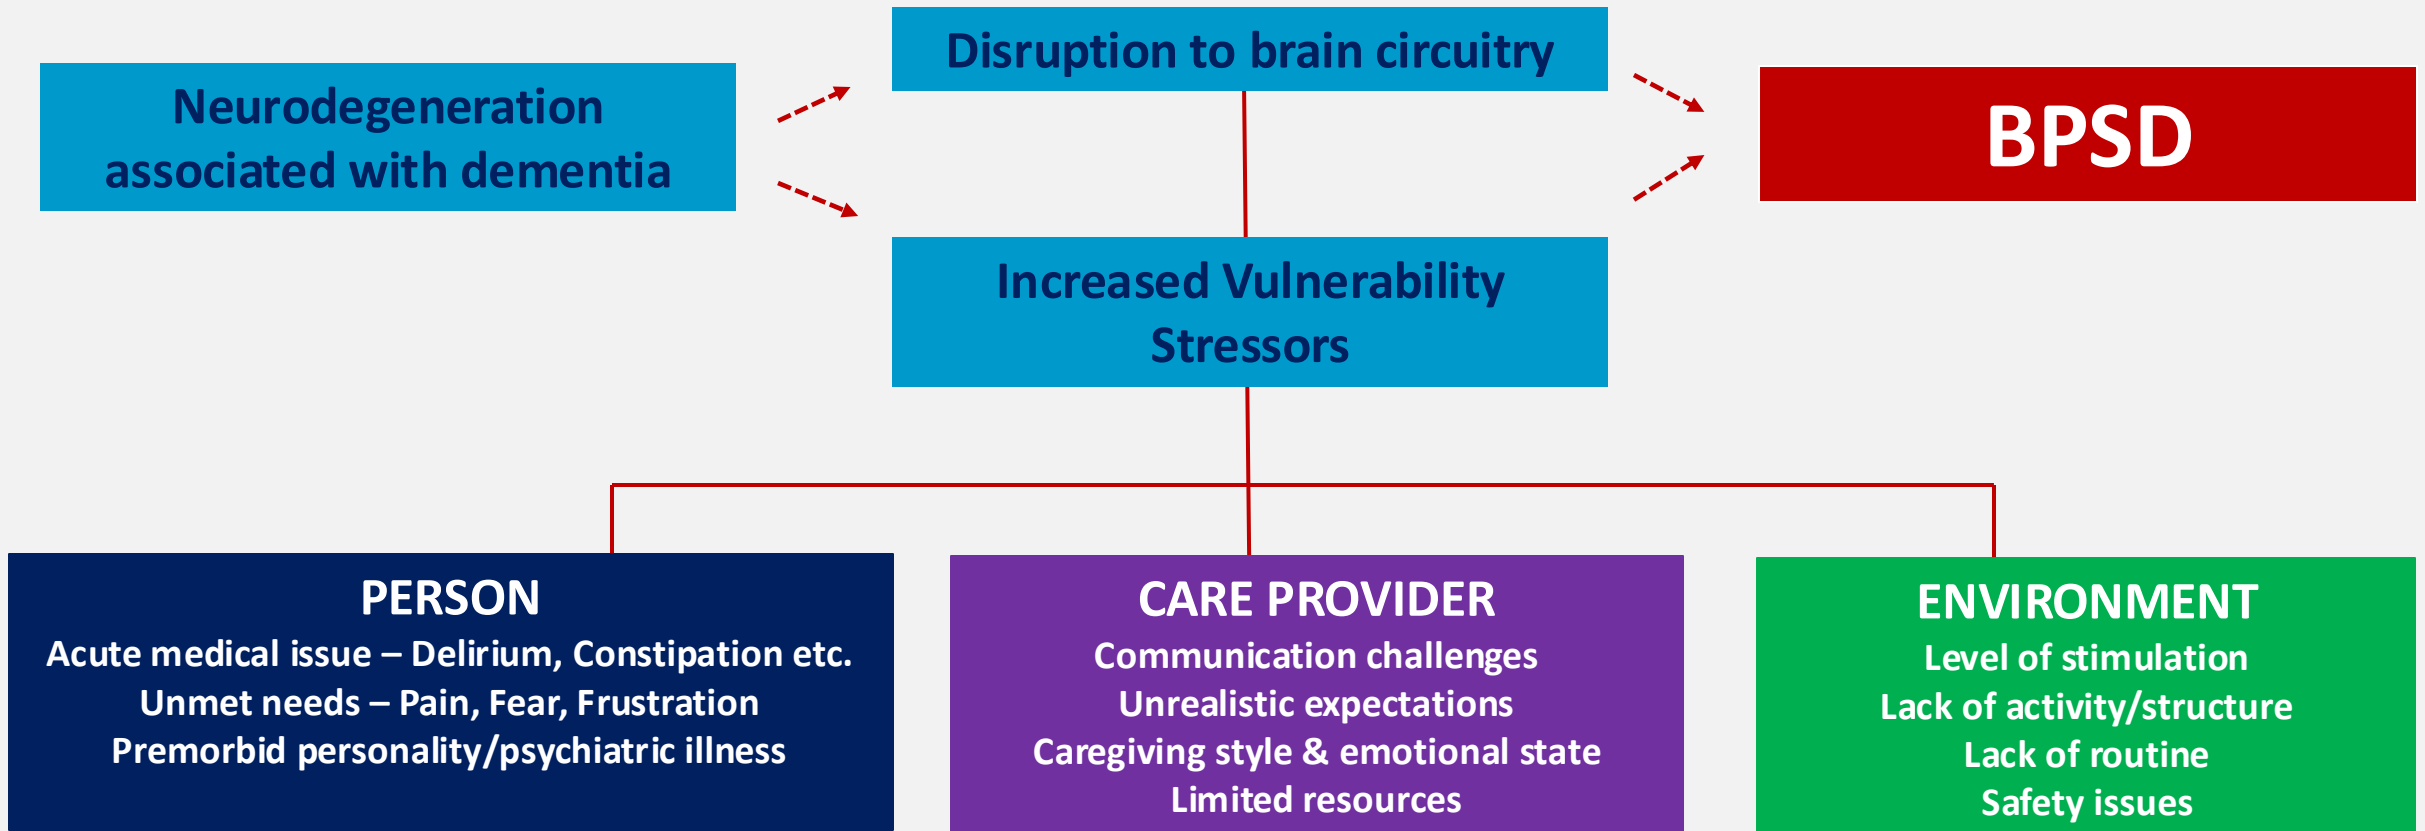 Disruption to brain circuitry
Neurodegeneration
associated with dementia
BPSD
Increased Vulnerability
Stressors
PERSON
Acute medical issue – Delirium, Constipation etc.
Unmet needs – Pain, Fear, Frustration
Premorbid personality/psychiatric illness
CARE PROVIDER
Communication challenges
Unrealistic expectations
Caregiving style & emotional state
Limited resources
ENVIRONMENT
Level of stimulation
Lack of activity/structure
Lack of routine
Safety issues